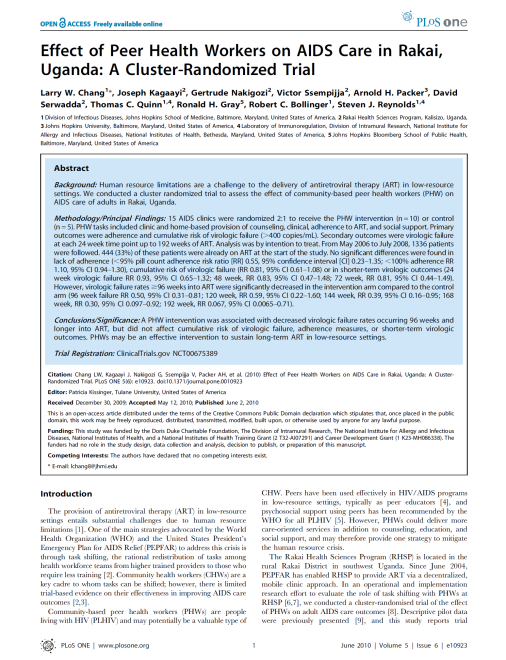 OPEN ACCESS Freely available online
PLoS one
Effect of Peer Health Workers on AIDS Care in Rakai,
Uganda: A Cluster-Randomized Trial
Larry W. Chang1*, Joseph Kagaayi2, Gertrude Nakigozi2, Victor Ssempijja2, Arnold H. Packer3, David
Serwadda2, Thomas C. Quinn1,4, Ronald H. Gray5, Robert C. Bollinger1, Steven J. Reynolds1,4
1 Division of Infectious Diseases, Johns Hopkins School of Medicine, Baltimore, Maryland, United States of America, 2 Rakai Health Sciences Program, Kalisizo, Uganda,
3 Johns Hopkins University, Baltimore, Maryland, United States of America, 4 Laboratory of Immunoregulation, Division of Intramural Research, National Institute for
Allergy and Infectious Diseases, National Institutes of Health, Bethesda, Maryland, United States of America, 5 Johns Hopkins Bloomberg School of Public Health,
Baltimore, Maryland, United States of America
Abstract
Background: Human resource limitations are a challenge to the delivery of antiretroviral therapy (ART) in low-resource
settings. We conducted a cluster randomized trial to assess the effect of community-based peer health workers (PHW) on
AIDS care of adults in Rakai, Uganda.
Methodology/Principal Findings: 15 AIDS clinics were randomized 2:1 to receive the PHW intervention (n = 10) or control
(n = 5). PHW tasks included clinic and home-based provision of counseling, clinical, adherence to ART, and social support. Primary
outcomes were adherence and cumulative risk of virologic failure (>400 copies/mL). Secondary outcomes were virologic failure
at each 24 week time point up to 192 weeks of ART. Analysis was by intention to treat. From May 2006 to July 2008, 1336 patients
were followed. 444 (33%) of these patients were already on ART at the start of the study. No significant differences were found in
lack of adherence (<95% pill count adherence risk ratio [RR] 0.55, 95% confidence interval [CI] 0.23–1.35; <100% adherence RR
1.10, 95% CI 0.94–1.30), cumulative risk of virologic failure (RR 0.81, 95% CI 0.61–1.08) or in shorter-term virologic outcomes (24
week virologic failure RR 0.93, 95% CI 0.65–1.32; 48 week, RR 0.83, 95% CI 0.47–1.48; 72 week, RR 0.81, 95% CI 0.44–1.49).
However, virologic failure rates ≥96 weeks into ART were significantly decreased in the intervention arm compared to the control
arm (96 week failure RR 0.50, 95% CI 0.31–0.81; 120 week, RR 0.59, 95% CI 0.22–1.60; 144 week, RR 0.39, 95% CI 0.16–0.95; 168
week, RR 0.30, 95% CI 0.097–0.92; 192 week, RR 0.067, 95% CI 0.0065–0.71).
Conclusions/Significance: A PHW intervention was associated with decreased virologic failure rates occurring 96 weeks and
longer into ART, but did not affect cumulative risk of virologic failure, adherence measures, or shorter-term virologic
outcomes. PHWs may be an effective intervention to sustain long-term ART in low-resource settings.
Trial Registration: ClinicalTrials.gov NCT00675389
Citation: Chang LW, Kagaayi J, Nakigozi G, Ssempijja V, Packer AH, et al. (2010) Effect of Peer Health Workers on AIDS Care in Rakai, Uganda: A Cluster-
Randomized Trial. PLoS ONE 5(6): e10923. doi:10.1371/journal.pone.0010923
Editor: Patricia Kissinger, Tulane University, United States of America
Received December 30, 2009; Accepted May 12, 2010; Published June 2, 2010
This is an open-access article distributed under the terms of the Creative Commons Public Domain declaration which stipulates that, once placed in the public
domain, this work may be freely reproduced, distributed, transmitted, modified, built upon, or otherwise used by anyone for any lawful purpose.
Funding: This study was funded by the Doris Duke Charitable Foundation, The Division of Intramural Research, The National Institute for Allergy and Infectious
Diseases, National Institutes of Health, and a National Institutes of Health Training Grant (2 T32-AI07291) and Career Development Grant (1 K23-MH086338). The
funders had no role in the study design, data collection and analysis, decision to publish, or preparation of this manuscript.
Competing Interests: The authors have declared that no competing interests exist.
* E-mail: lchang8@jhmi.edu
Introduction
The provision of antiretroviral therapy (ART) in low-resource
settings entails substantial challenges due to human resource
limitations [1]. One of the main strategies advocated by the World
Health Organization (WHO) and the United States President's
Emergency Plan for AIDS Relief (PEPFAR) to address this crisis is
through task shifting, the rational redistribution of tasks among
health workforce teams from higher trained providers to those who
require less training [2]. Community health workers (CHWs) are a
key cadre to whom tasks can be shifted; however, there is limited
trial-based evidence on their effectiveness in improving AIDS care
outcomes [2,3].
Community-based peer health workers (PHWs) are people
living with HIV (PLHIV) and may potentially be a valuable type of
CHW. Peers have been used effectively in HIV/AIDS programs
in low-resource settings, typically as peer educators [4], and
psychosocial support using peers has been recommended by the
WHO for all PLHIV [5]. However, PHWs could deliver more
care-oriented services in addition to counseling, education, and
social support, and may therefore provide one strategy to mitigate
the human resource crisis.
The Rakai Health Sciences Program (RHSP) is located in the
rural Rakai District in southwest Uganda. Since June 2004,
PEPFAR has enabled RHSP to provide ART via a decentralized,
mobile clinic approach. In an operational and implementation
research effort to evaluate the role of task shifting with PHWs at
RHSP [6,7], we conducted a cluster-randomised trial of the effect
of PHWs on adult AIDS care outcomes [8]. Descriptive pilot data
were previously presented [9], and this study reports trial
PLoS ONE | www.plosone.org
1
June 2010 | Volume 5 | Issue 6 | e10923